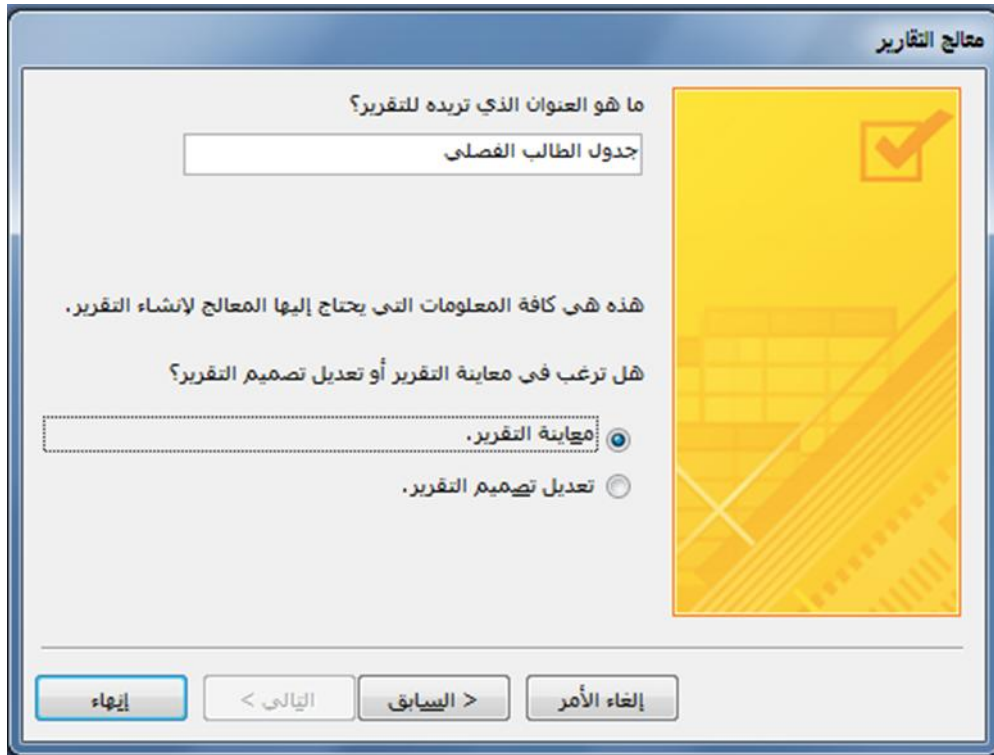 معالج التقارير
ما هو العنوان الذي تريده للتقرير؟
جدول الطالب الفصلي
هذه هي كافة المعلومات التي يحتاج إليها المعالج لإنشاء التقرير.
هل ترغب في معاينة التقرير أو تعديل تصميم التقرير؟
معاينة التقرير.
تعديل تصميم التقرير.
إلغاء الأمر
< السابق
التالي >
إنهاء